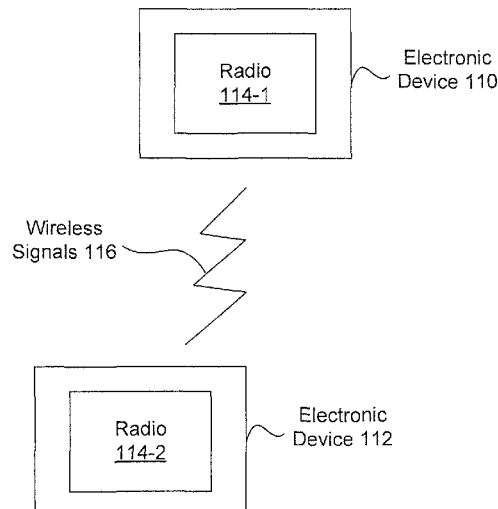 Radio
114-1
Electronic
Device 110
Wireless
Signals 116
Radio
114-2
Electronic
Device 112